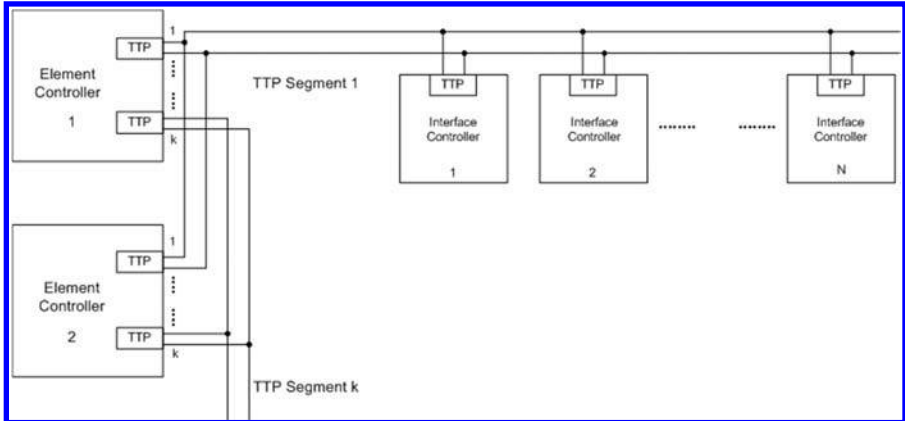 1
TTP
Element
Controller
1
TTP
k
TTP Segment 1
TTP
Interface
Controller
1
TTP
Interface
Controller
2
........
........
TTP
Interface
Controller
N
1
TTP
Element
Controller
2
TTP
k
TTP Segment k